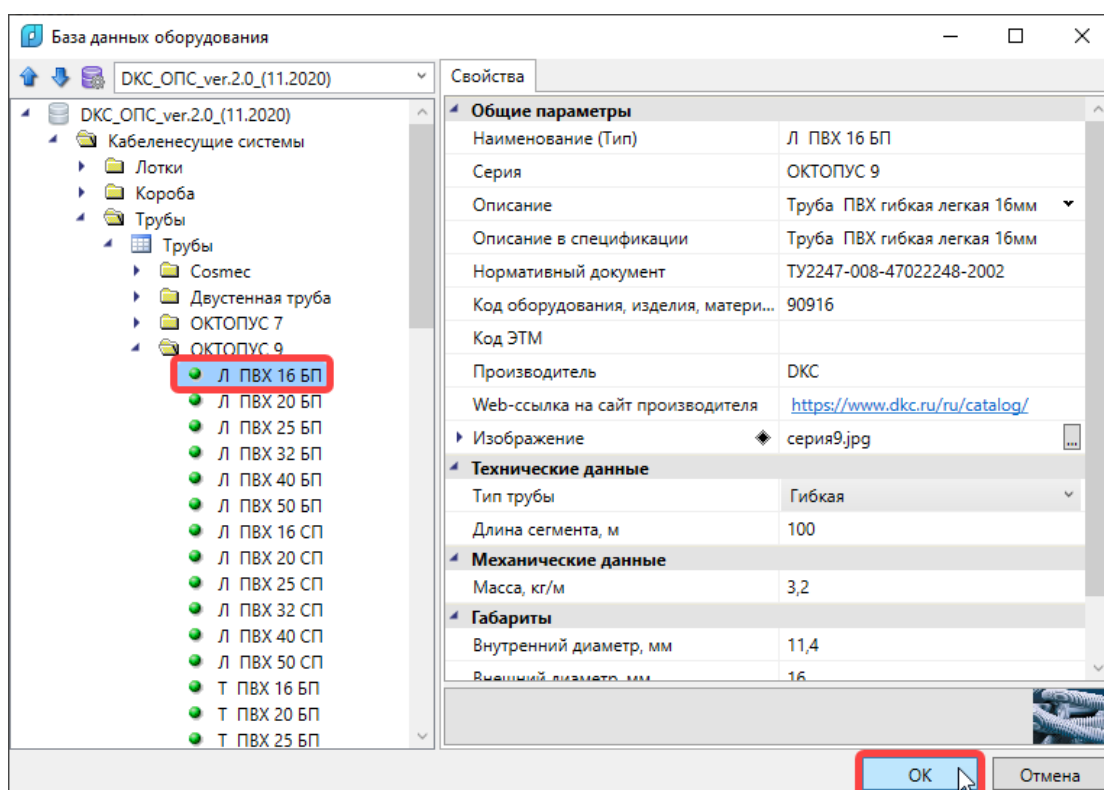 База данных оборудования
DKC_ОПС_ver.2.0_(11.2020)
DKC_ОПС_ver.2.0_(11.2020)
Кабеленесущие системы
Лотки
Короба
Трубы
Трубы
Cosmec
Двустенная труба
ОКТОПУС 7
ОКТОПУС 9
Л ПВХ 16 БП
Л ПВХ 20 БП
Л ПВХ 25 БП
Л ПВХ 32 БП
Л ПВХ 40 БП
Л ПВХ 50 БП
Л ПВХ 16 СП
Л ПВХ 20 СП
Л ПВХ 25 СП
Л ПВХ 32 СП
Л ПВХ 40 СП
Л ПВХ 50 СП
Т ПВХ 16 БП
Т ПВХ 20 БП
Т ПВХ 25 БП
Свойства
Общие параметры
Наименование (Тип) Л ПВХ 16 БП
Серия ОКТОПУС 9
Описание Труба ПВХ гибкая легкая 16мм
Описание в спецификации Труба ПВХ гибкая легкая 16мм
Нормативный документ ТУ2247-008-47022248-2002
Код оборудования, изделия, матери... 90916
Код ЭТМ
Производитель DKC
Web-ссылка на сайт производителя https://www.dkc.ru/ru/catalog/
Изображение серия9.jpg ...
Технические данные
Тип трубы Гибкая
Длина сегмента, м 100
Механические данные
Масса, кг/м 3,2
Габариты
Внутренний диаметр, мм 11,4
Внешний диаметр, мм 16
ОК Отмена